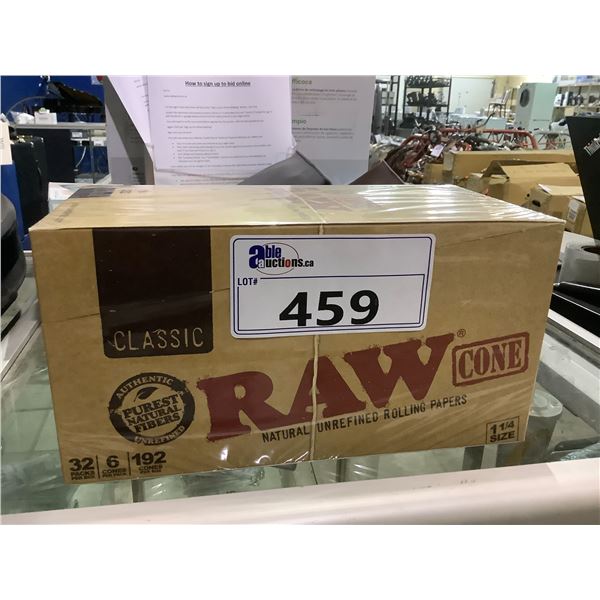 How to sign up to bid online
able
auctions.ca
LOT#
459
CLASSIC
RAW® CONE
NATURAL UNREFINED ROLLING PAPERS
AUTHENTIC
PUREST
NATURAL
FIBERS
UNREFINED
1 1/4
SIZE
32 6 192
PACKS CONES CONES
PER BOX PER PACK PER BOX